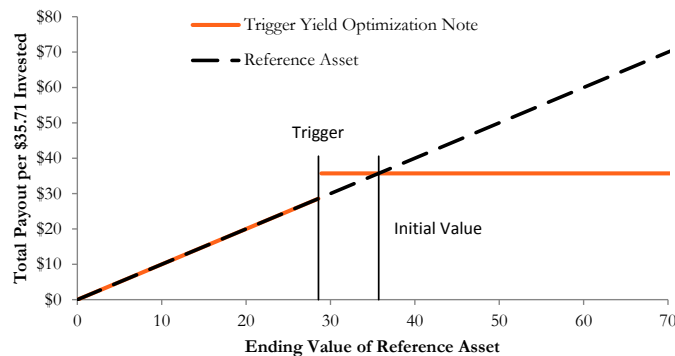 $80
$70
$60
$50
$40
$30
$20
$10
$0
Total Payout per $35.71 Invested
Trigger Yield Optimization Note
Reference Asset
Trigger
Initial Value
0 10 20 30 40 50 60 70
Ending Value of Reference Asset